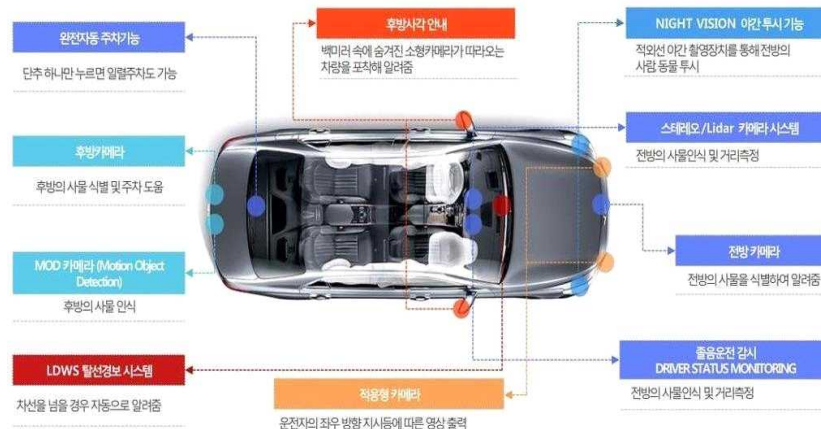 완전자동 주차기능
단추 하나만 누르면 일렬주차도 가능
후방시각 안내
백미러 속에 숨겨진 소형카메라가 따라오는
차량을 포착해 알려줌
NIGHT VISION 야간 투시 기능
적외선 야간 촬영장치를 통해 전방의
사람, 동물 투시
후방카메라
후방의 사물 식별 및 주차 도움
스테레오/Lidar 카메라 시스템
전방의 사물인식 및 거리측정
MOD 카메라 (Motion Object
Detection)
후방의 사물 인식
전방 카메라
전방의 사물을 식별하여 알려줌
LDWS 탈선경보 시스템
차선을 넘을 경우 자동으로 알려줌
적응형 카메라
운전자의 좌우 방향 지시등에 따른 영상 출력
졸음운전 감시
DRIVER STATUS MONITORING
전방의 사물인식 및 거리측정